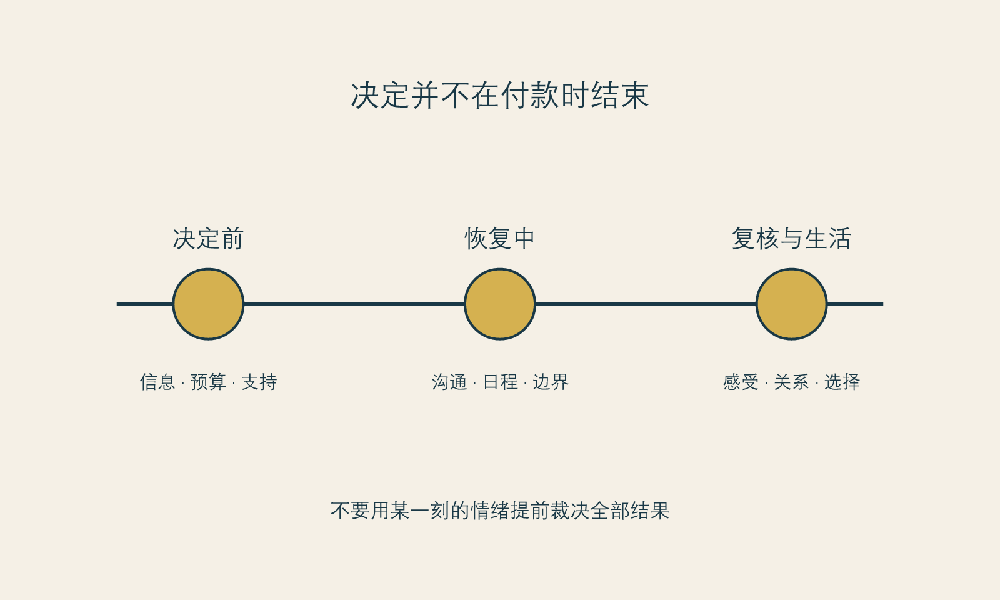 决定并不在付款时结束
决定前
恢复中
复核与生活
信息 · 预算 · 支持
沟通 · 日程 · 边界
感受 · 关系 · 选择
不要用某一刻的情绪提前裁决全部结果